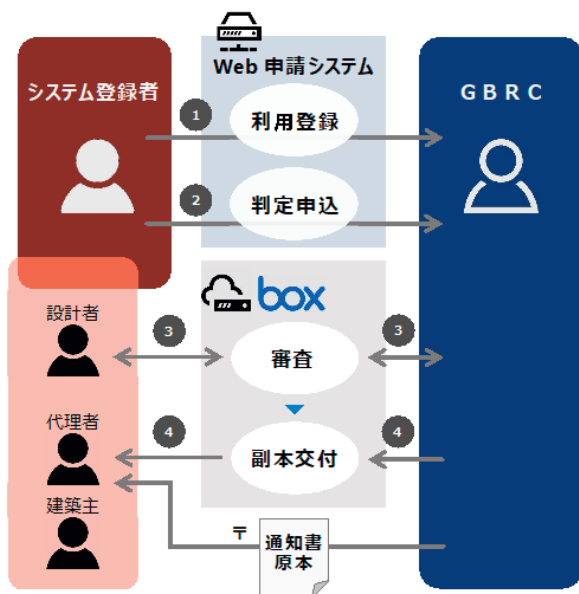 Web 申請システム
システム登録者
GBRC
1
利用登録
2
判定申込
box
設計者
3
3
審査
代理者
4
4
副本交付
建築主
〒
通知書
原本